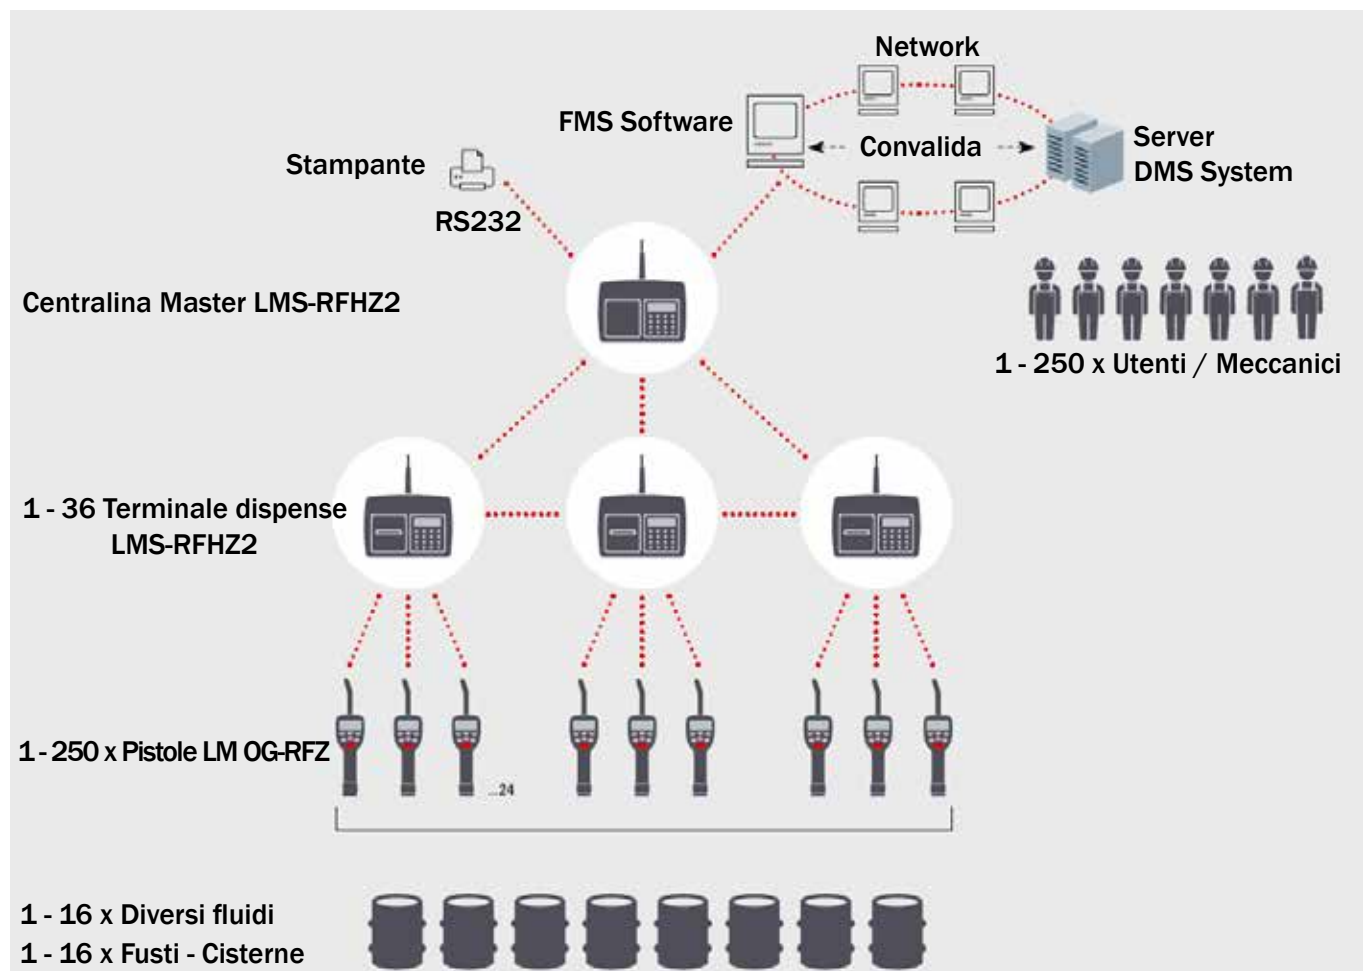 Network
FMS Software
Convalida
Server
DMS System
Stampante
RS232
Centralina Master LMS-RFHZ2
1 - 250 x Utenti / Meccanici
1 - 36 Terminale dispense
LMS-RFHZ2
1 - 250 x Pistole LM OG-RFZ
...24
1 - 16 x Diversi fluidi
1 - 16 x Fusti - Cisterne